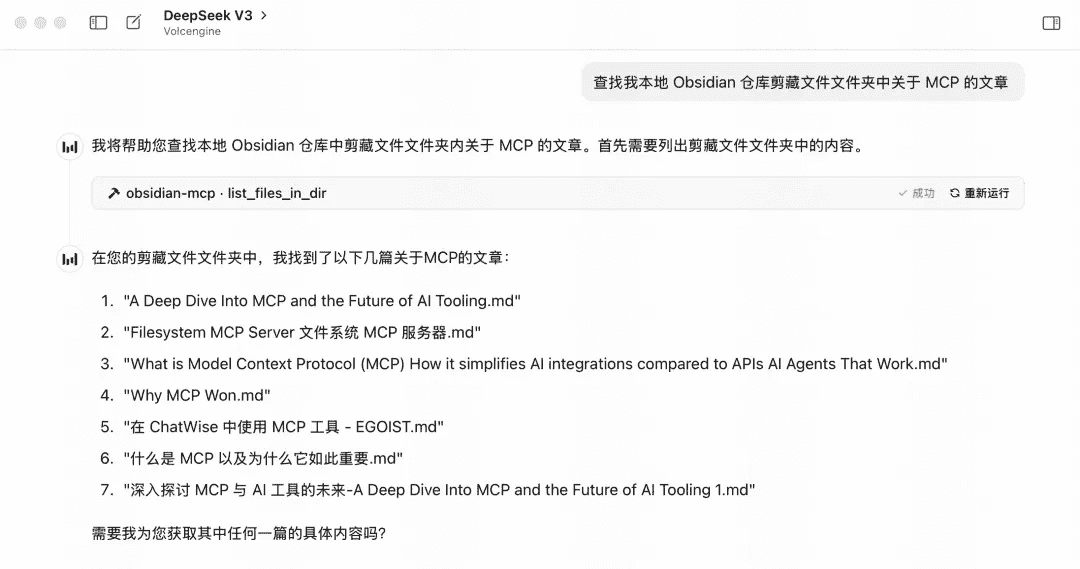 DeepSeek V3
Volcengine
查找我本地 Obsidian 仓库剪藏文件文件夹中关于 MCP 的文章
我将帮助您查找本地 Obsidian 仓库中剪藏文件文件夹内关于 MCP 的文章。首先需要列出剪藏文件文件夹中的内容。
obsidian-mcp · list_files_in_dir 成功 重新运行
在您的剪藏文件文件夹中，我找到了以下几篇关于MCP的文章：
1. "A Deep Dive Into MCP and the Future of AI Tooling.md"
2. "Filesystem MCP Server 文件系统 MCP 服务器.md"
3. "What is Model Context Protocol (MCP) How it simplifies AI integrations compared to APIs AI Agents That Work.md"
4. "Why MCP Won.md"
5. "在 ChatWise 中使用 MCP 工具 - EGOIST.md"
6. "什么是 MCP 以及为什么它如此重要.md"
7. "深入探讨 MCP 与 AI 工具的未来-A Deep Dive Into MCP and the Future of AI Tooling 1.md"
需要我为您获取其中任何一篇的具体内容吗？